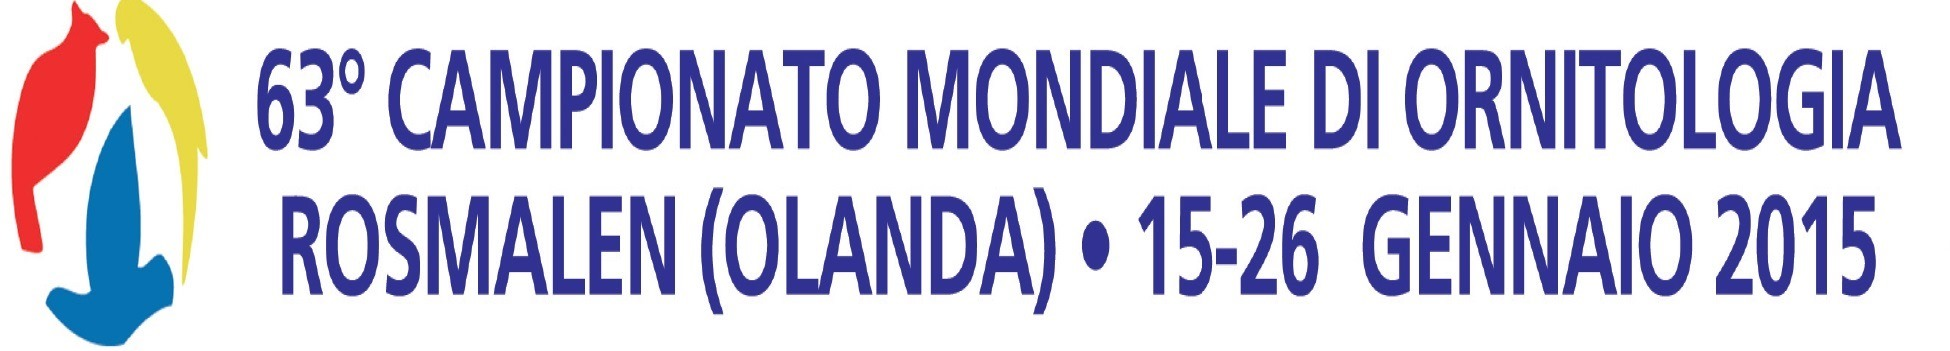 63° CAMPIONATO MONDIALE DI ORNITOLOGIA
ROSMALEN (OLANDA) • 15-26 GENNAIO 2015